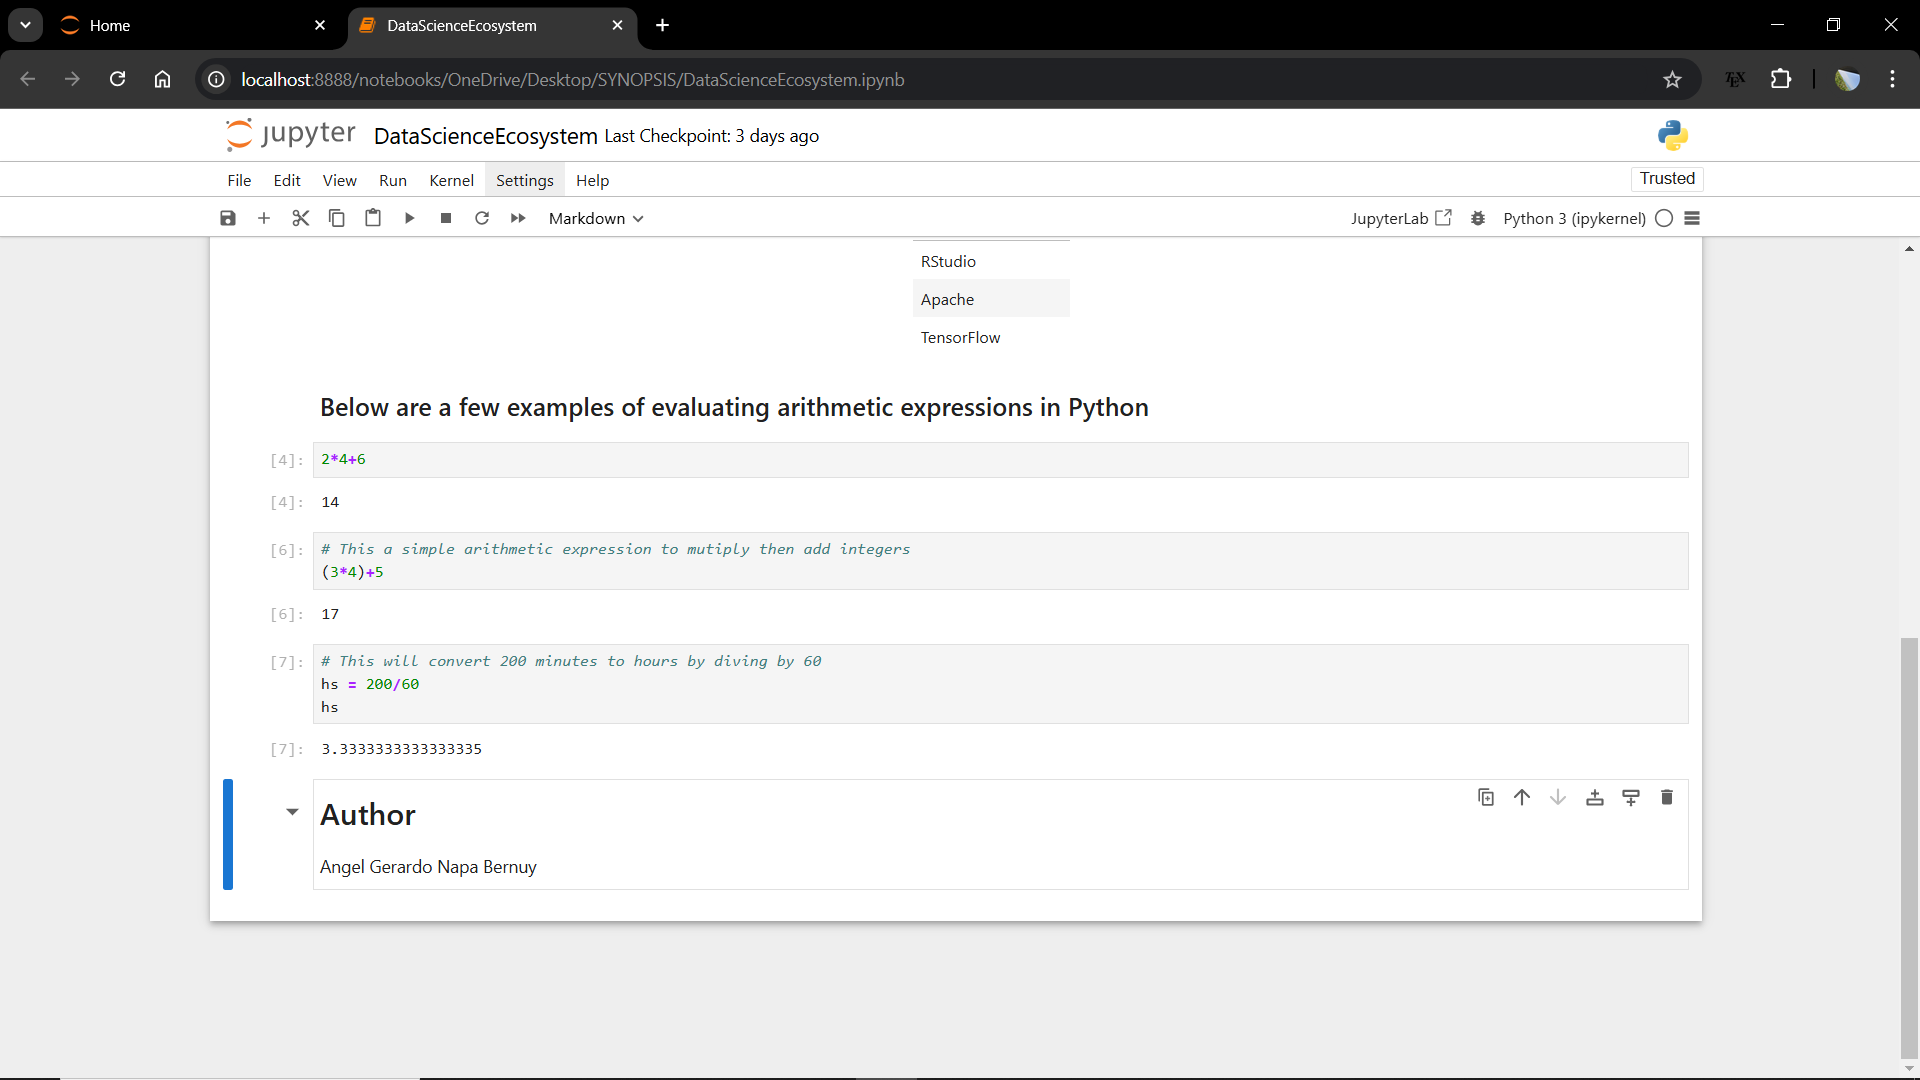 Home
DataScienceEcosystem
localhost:8888/notebooks/OneDrive/Desktop/SYNOPSIS/DataScienceEcosystem.ipynb
TEX
jupyter DataScienceEcosystem Last Checkpoint: 3 days ago
File Edit View Run Kernel Settings Help
Trusted
Markdown
JupyterLab
Python 3 (ipykernel)
RStudio
Apache
TensorFlow
Below are a few examples of evaluating arithmetic expressions in Python
[4]: 2*4+6
[4]: 14
[6]: # This a simple arithmetic expression to mutiply then add integers
(3*4)+5
[6]: 17
[7]: # This will convert 200 minutes to hours by diving by 60
hs = 200/60
hs
[7]: 3.3333333333333335
Author
Angel Gerardo Napa Bernuy